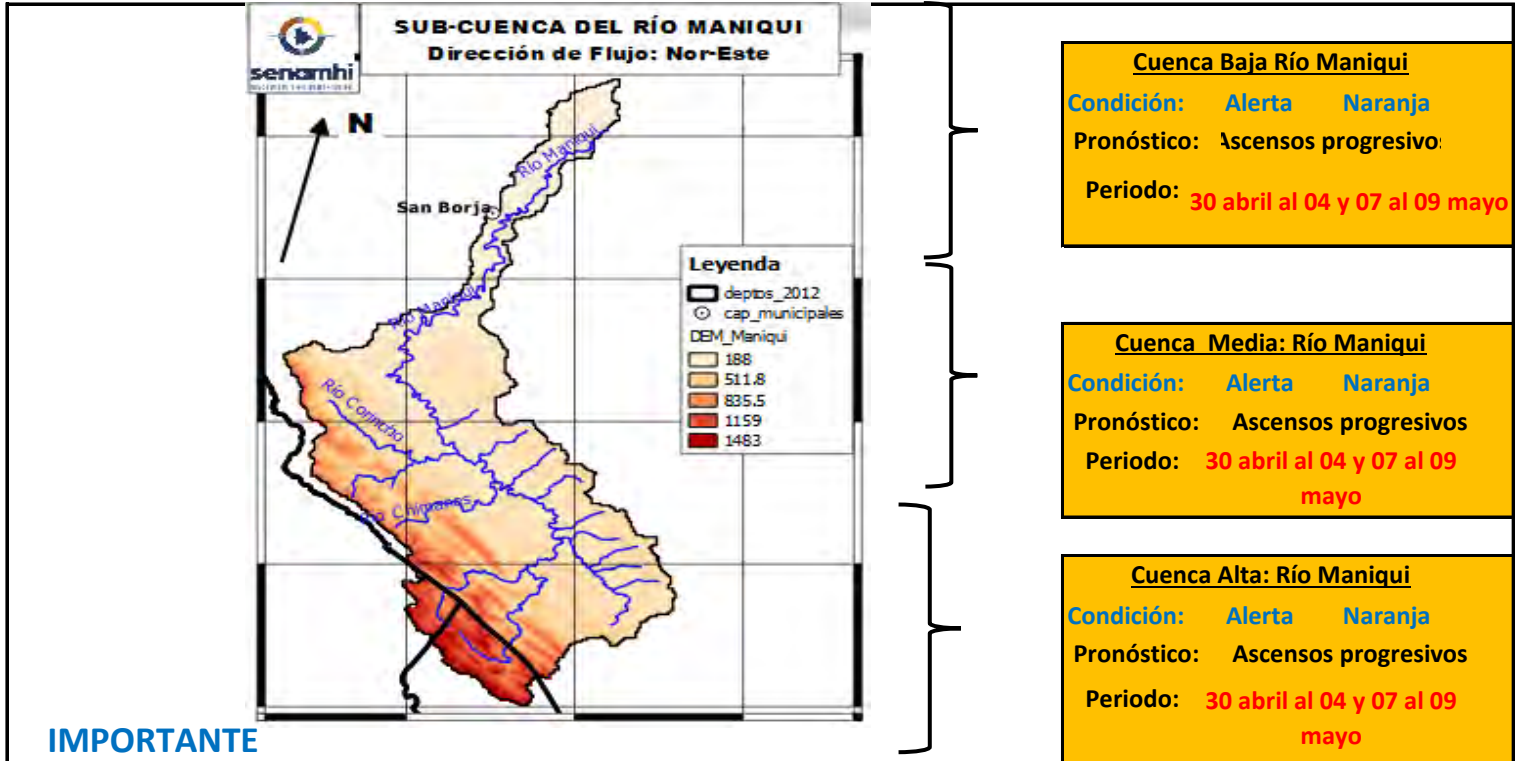 SUB-CUENCA DEL RÍO MANIQUI
Dirección de Flujo: Nor-Este
senamhi
N
Río Maniqui
San Borja
Río Maniqui
Río Corincho
Río Chimanes
Leyenda
deptos_2012
cap_municipales
DEM_Maniqui
188
511.8
835.5
1159
1483
Cuenca Baja Río Maniqui
Condición: Alerta Naranja
Pronóstico: Ascensos progresivos
Periodo: 30 abril al 04 y 07 al 09 mayo
Cuenca Media: Río Maniqui
Condición: Alerta Naranja
Pronóstico: Ascensos progresivos
Periodo: 30 abril al 04 y 07 al 09
mayo
Cuenca Alta: Río Maniqui
Condición: Alerta Naranja
Pronóstico: Ascensos progresivos
Periodo: 30 abril al 04 y 07 al 09
mayo
IMPORTANTE